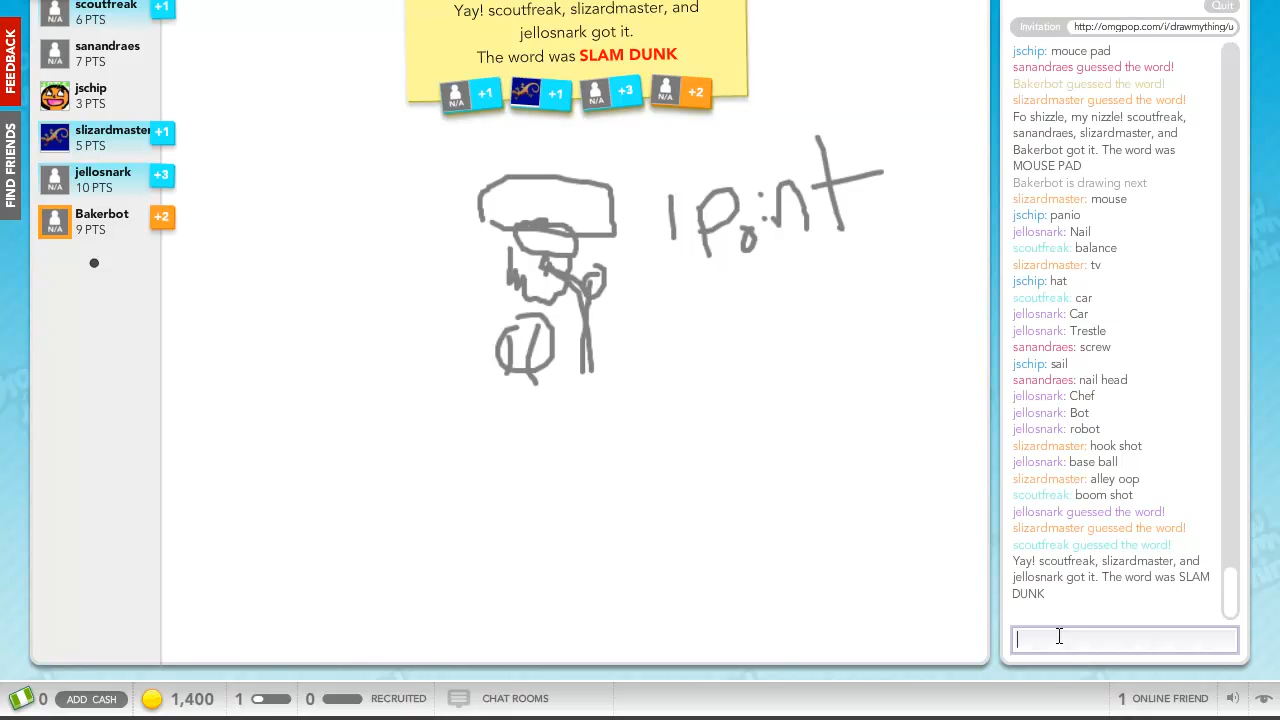 FEEDBACK
FIND FRIENDS
scoutfreak
+1
6 PTS
N/A
sanandraes
7 PTS
N/A
jschip
3 PTS
slizardmaster
+1
5 PTS
jellosnark
+3
10 PTS
N/A
Bakerbot
+2
9 PTS
N/A
Yay! scoutfreak, slizardmaster, and
jellosnark got it.
The word was SLAM DUNK
N/A +1 +1 N/A +3 N/A +2
1 Point
Quit
Invitation http://omgpop.com/i/drawmything/u
jschip: mouce pad
sanandraes guessed the word!
Bakerbot guessed the word!
slizardmaster guessed the word!
Fo shizzle, my nizzle! scoutfreak,
sanandraes, slizardmaster, and
Bakerbot got it. The word was
MOUSE PAD
Bakerbot is drawing next
slizardmaster: mouse
jschip: panio
jellosnark: Nail
scoutfreak: balance
slizardmaster: tv
jschip: hat
scoutfreak: car
jellosnark: Car
jellosnark: Trestle
sanandraes: screw
jschip: sail
sanandraes: nail head
jellosnark: Chef
jellosnark: Bot
jellosnark: robot
slizardmaster: hook shot
jellosnark: base ball
slizardmaster: alley oop
scoutfreak: boom shot
jellosnark guessed the word!
slizardmaster guessed the word!
scoutfreak guessed the word!
Yay! scoutfreak, slizardmaster, and
jellosnark got it. The word was SLAM
DUNK
0 ADD CASH 1,400 1 0 RECRUITED CHAT ROOMS 1 ONLINE FRIEND